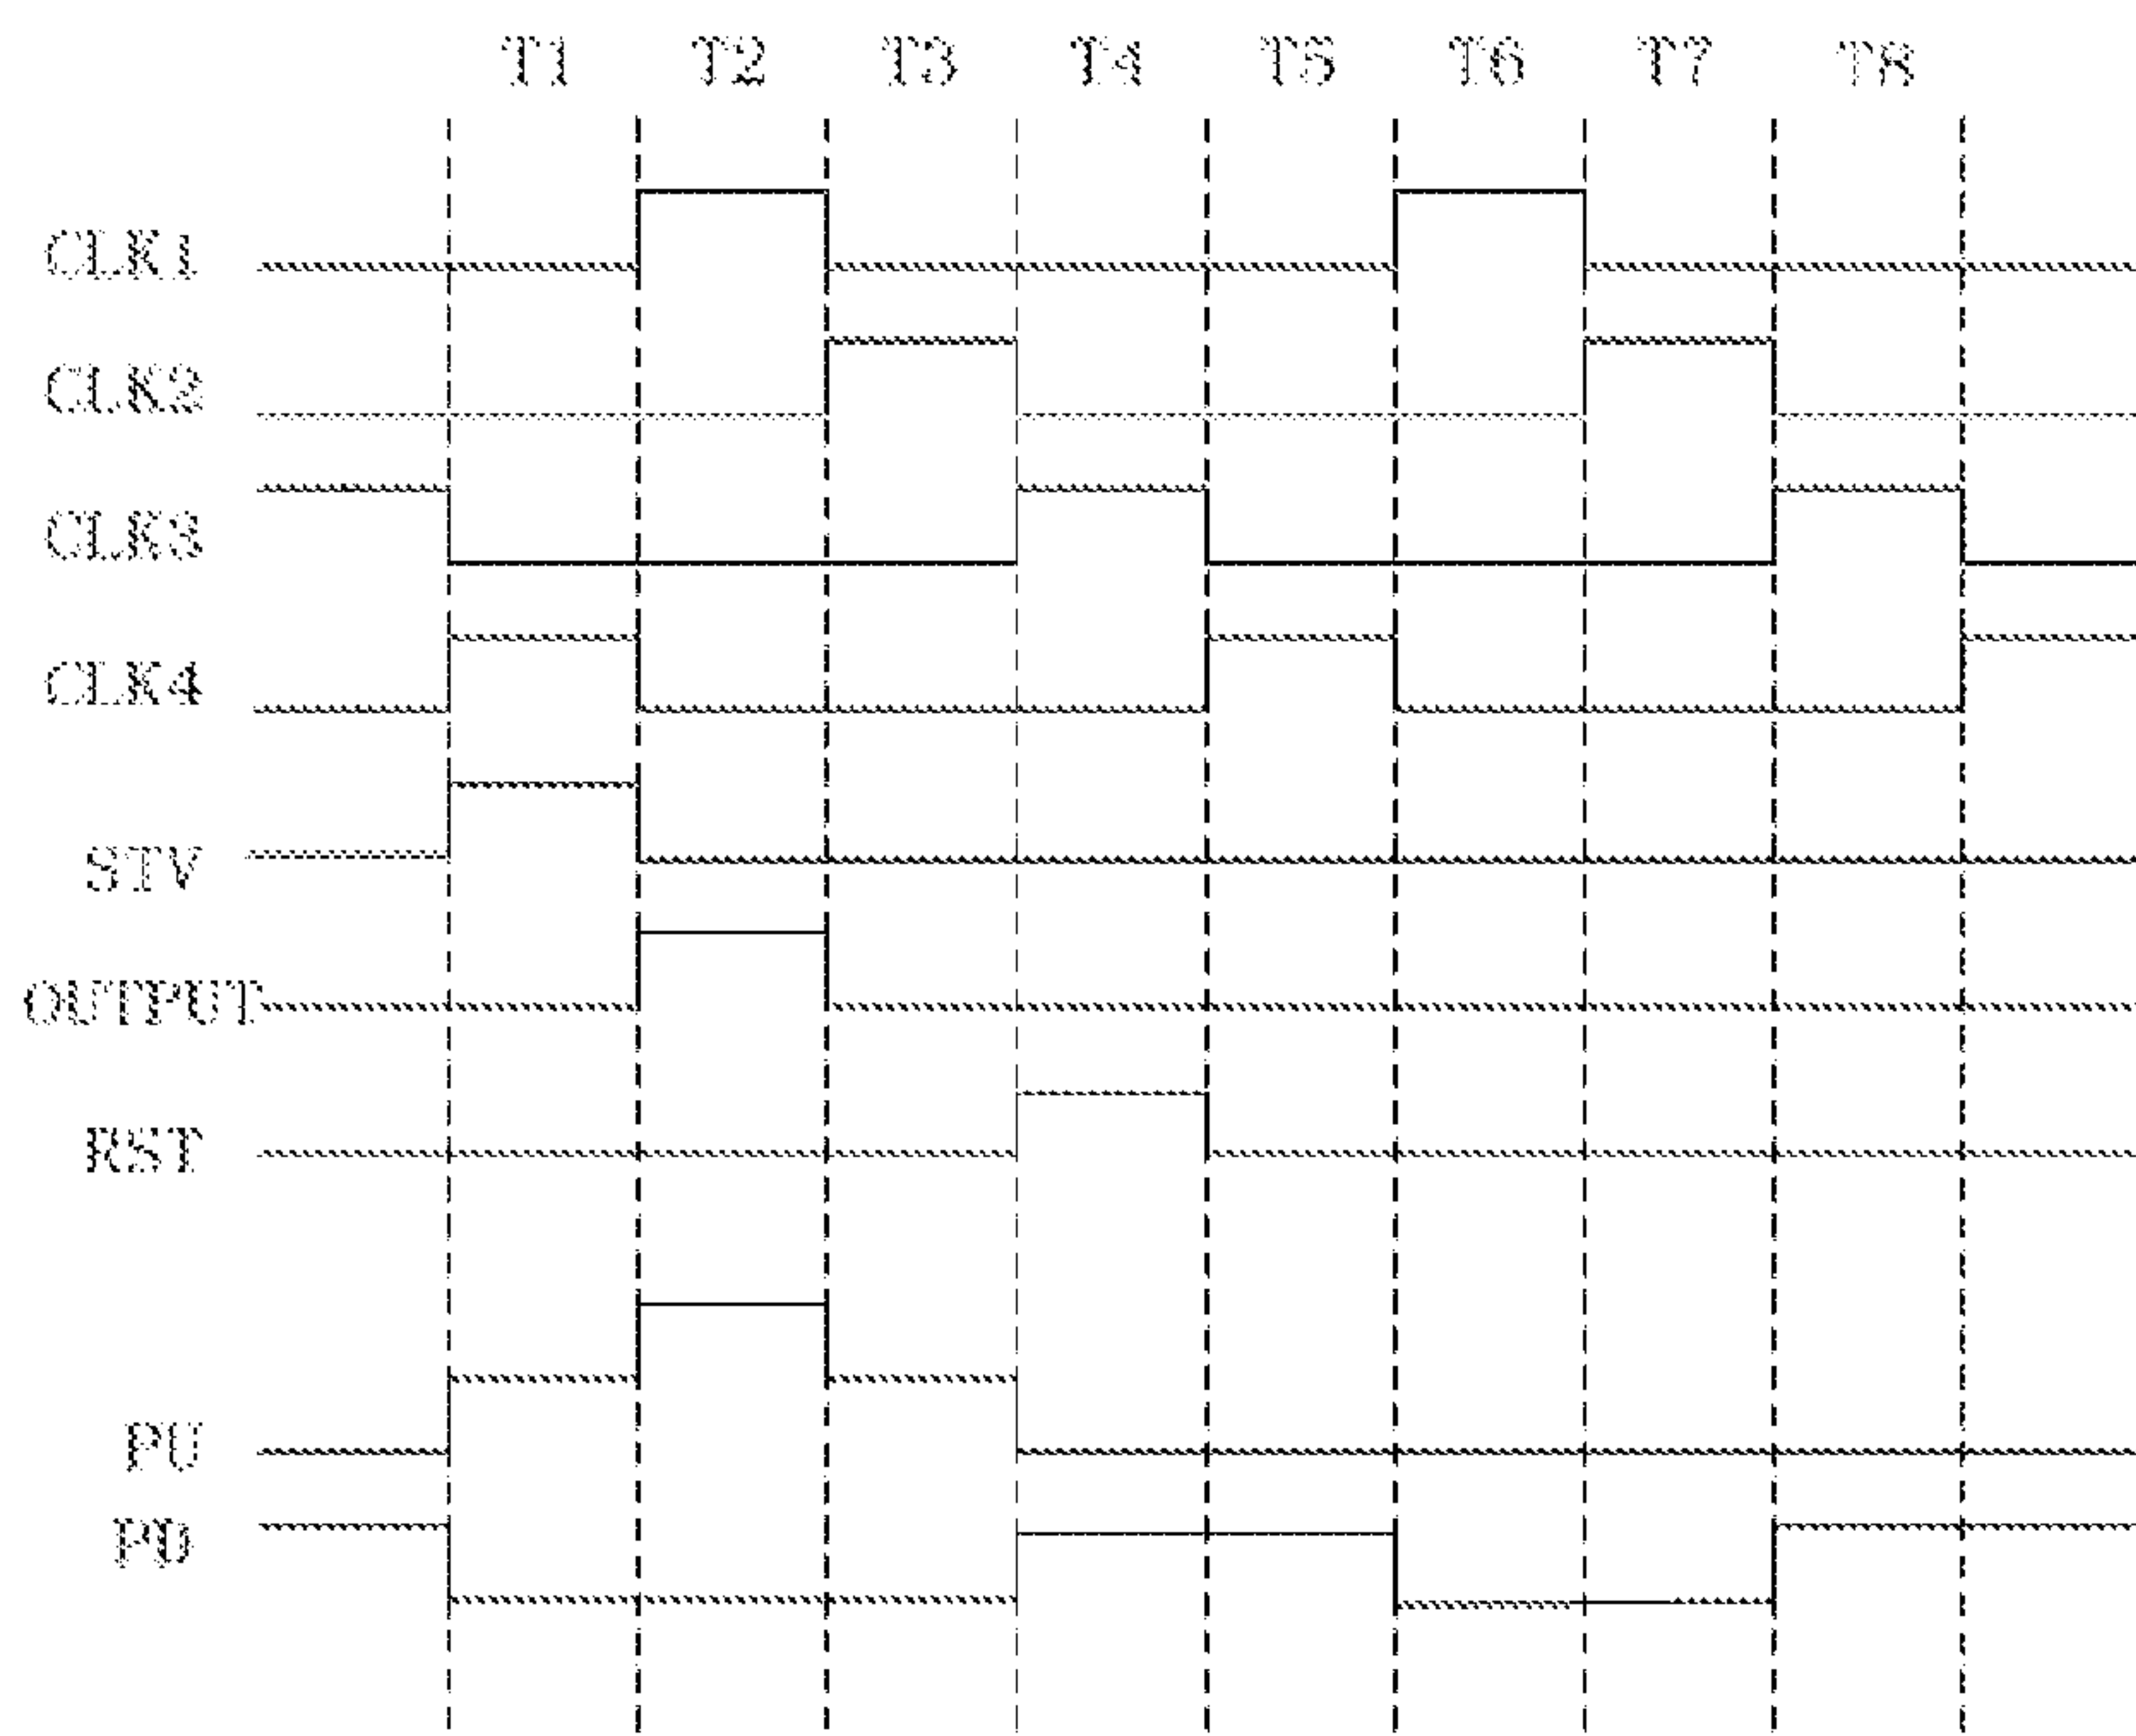 T1 T2 T3 T4 T5 T6 T7 T8
CLK1
CLK2
CLK3
CLK4
STV
OUTPUT
RST
PU
PD